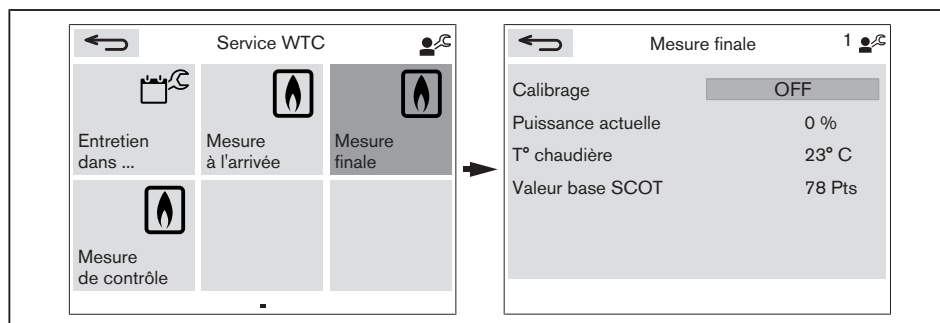 Service WTC
Entretien
dans ...
Mesure
à l'arrivée
Mesure
finale
Mesure
de contrôle
Mesure finale 1
Calibrage OFF
Puissance actuelle 0 %
T° chaudière 23° C
Valeur base SCOT 78 Pts